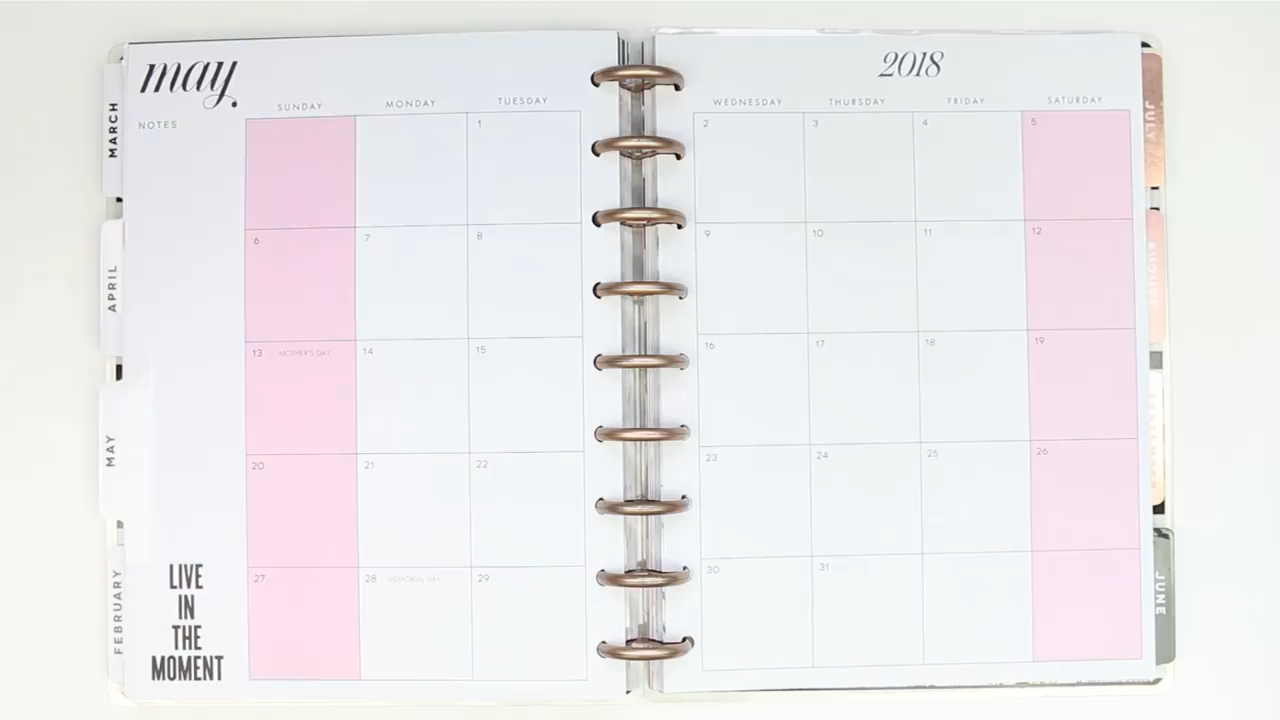 may
2018
SUNDAY MONDAY TUESDAY WEDNESDAY THURSDAY FRIDAY SATURDAY
NOTES
1 2 3 4 5
6 7 8 9 10 11 12
13 MOTHER'S DAY 14 15 16 17 18 19
20 21 22 23 24 25 26
27 28 MEMORIAL DAY 29 30 31
LIVE
IN
THE
MOMENT
MARCH
APRIL
MAY
FEBRUARY
JULY
AUGUST
SEPTEMBER
JUNE